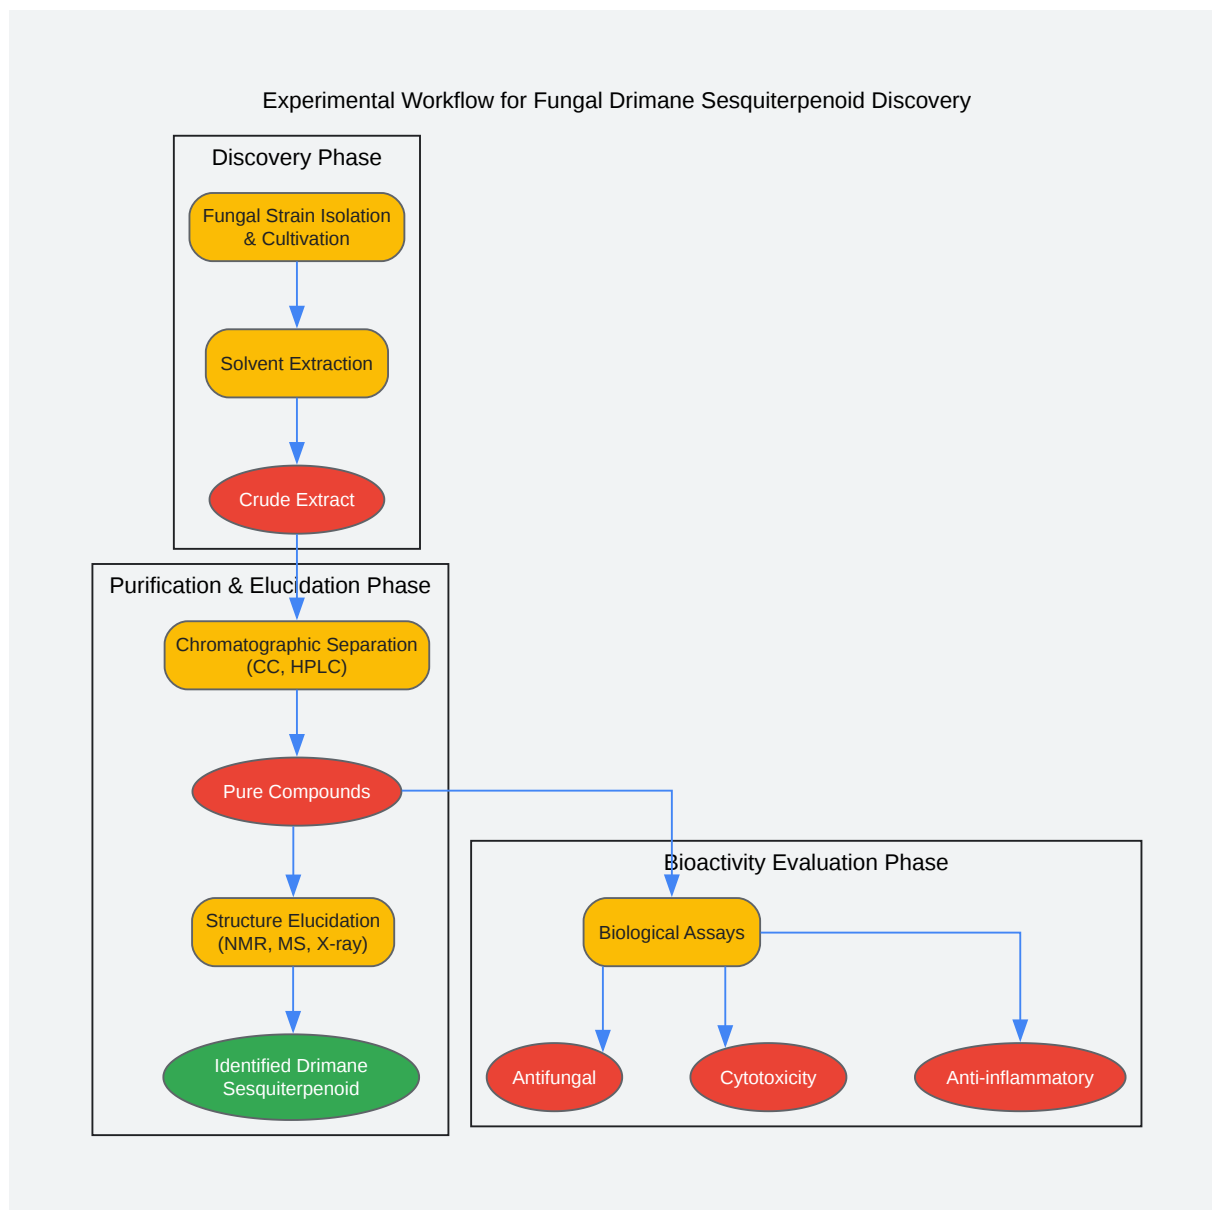 Experimental Workflow for Fungal Drimane Sesquiterpenoid Discovery
Discovery Phase
Fungal Strain Isolation
& Cultivation
Solvent Extraction
Crude Extract
Purification & Elucidation Phase
Chromatographic Separation
(CC, HPLC)
Pure Compounds
Structure Elucidation
(NMR, MS, X-ray)
Identified Drimane
Sesquiterpenoid
Bioactivity Evaluation Phase
Biological Assays
Antifungal
Cytotoxicity
Anti-inflammatory